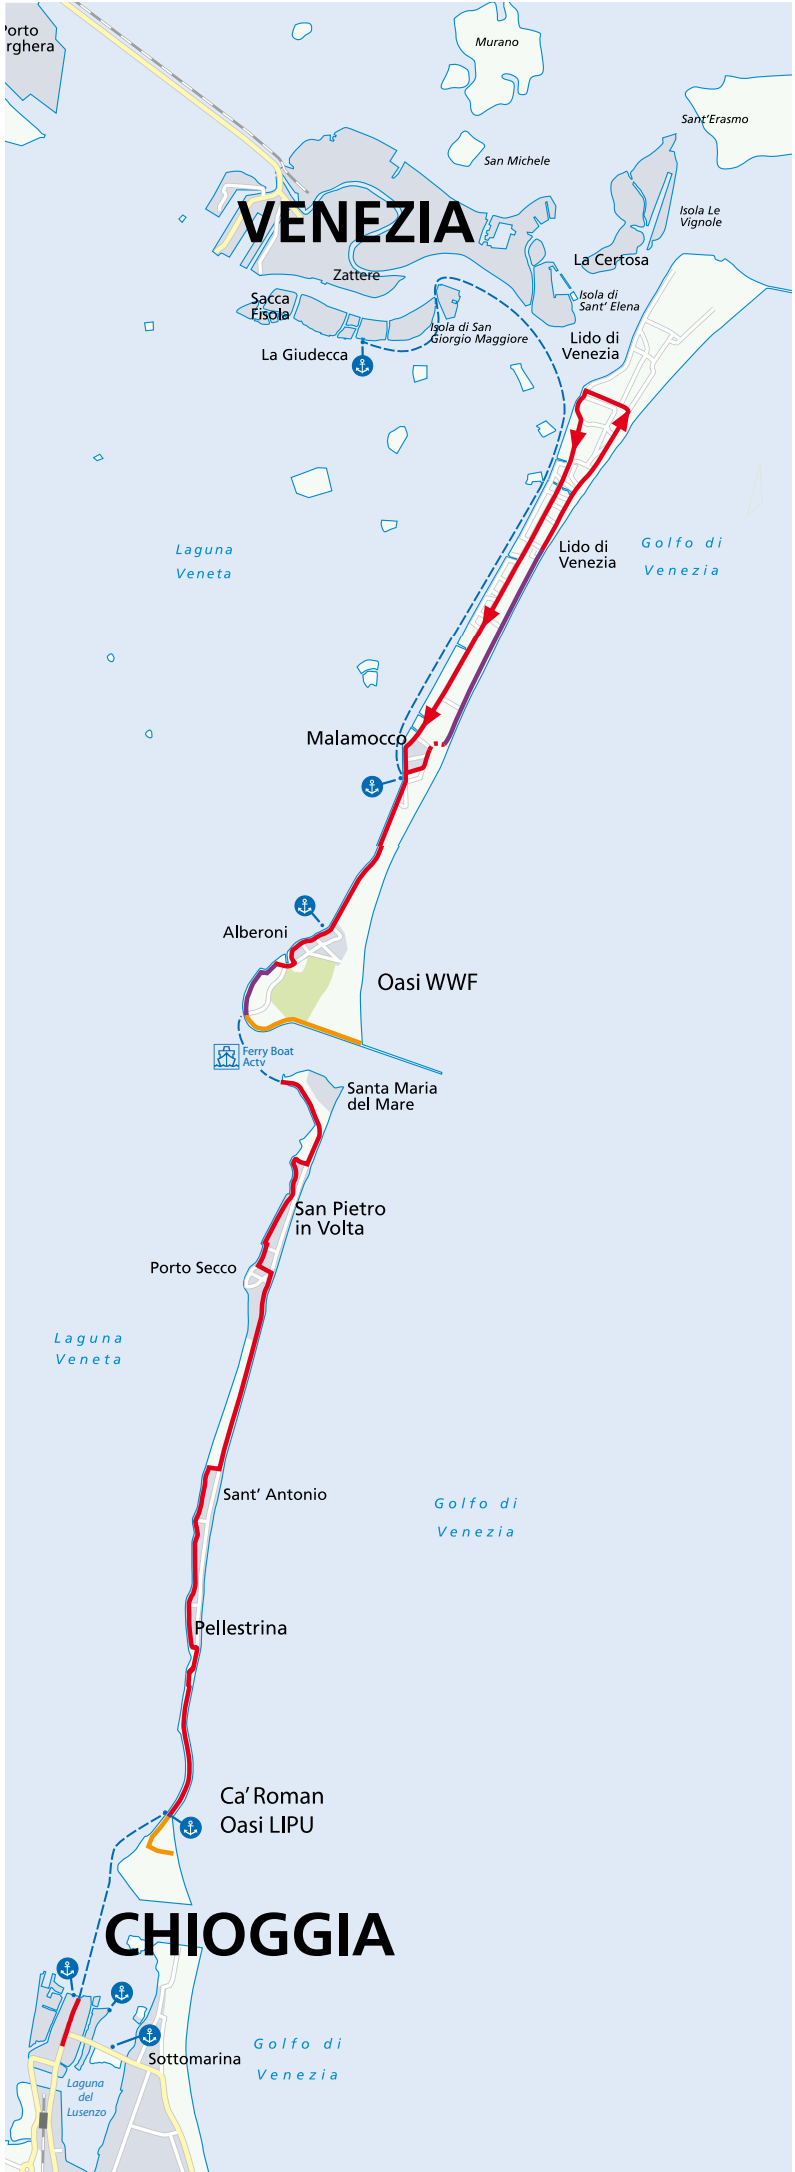 Porto
rghera
Murano
Sant'Erasmo
San Michele
VENEZIA
Isola Le
Vignole
La Certosa
Zattere
Sacca
Fisola
Isola di
Sant' Elena
Isola di San
Giorgio Maggiore
Lido di
Venezia
La Giudecca
Laguna
Veneta
Lido di
Venezia
Golfo di
Venezia
Malamocco
Alberoni
Oasi WWF
Ferry Boat
Actv
Santa Maria
del Mare
San Pietro
in Volta
Porto Secco
Laguna
Veneta
Sant' Antonio
Golfo di
Venezia
Pellestrina
Ca' Roman
Oasi LIPU
CHIOGGIA
Golfo di
Venezia
Sottomarina
Laguna
del
Lusenzo